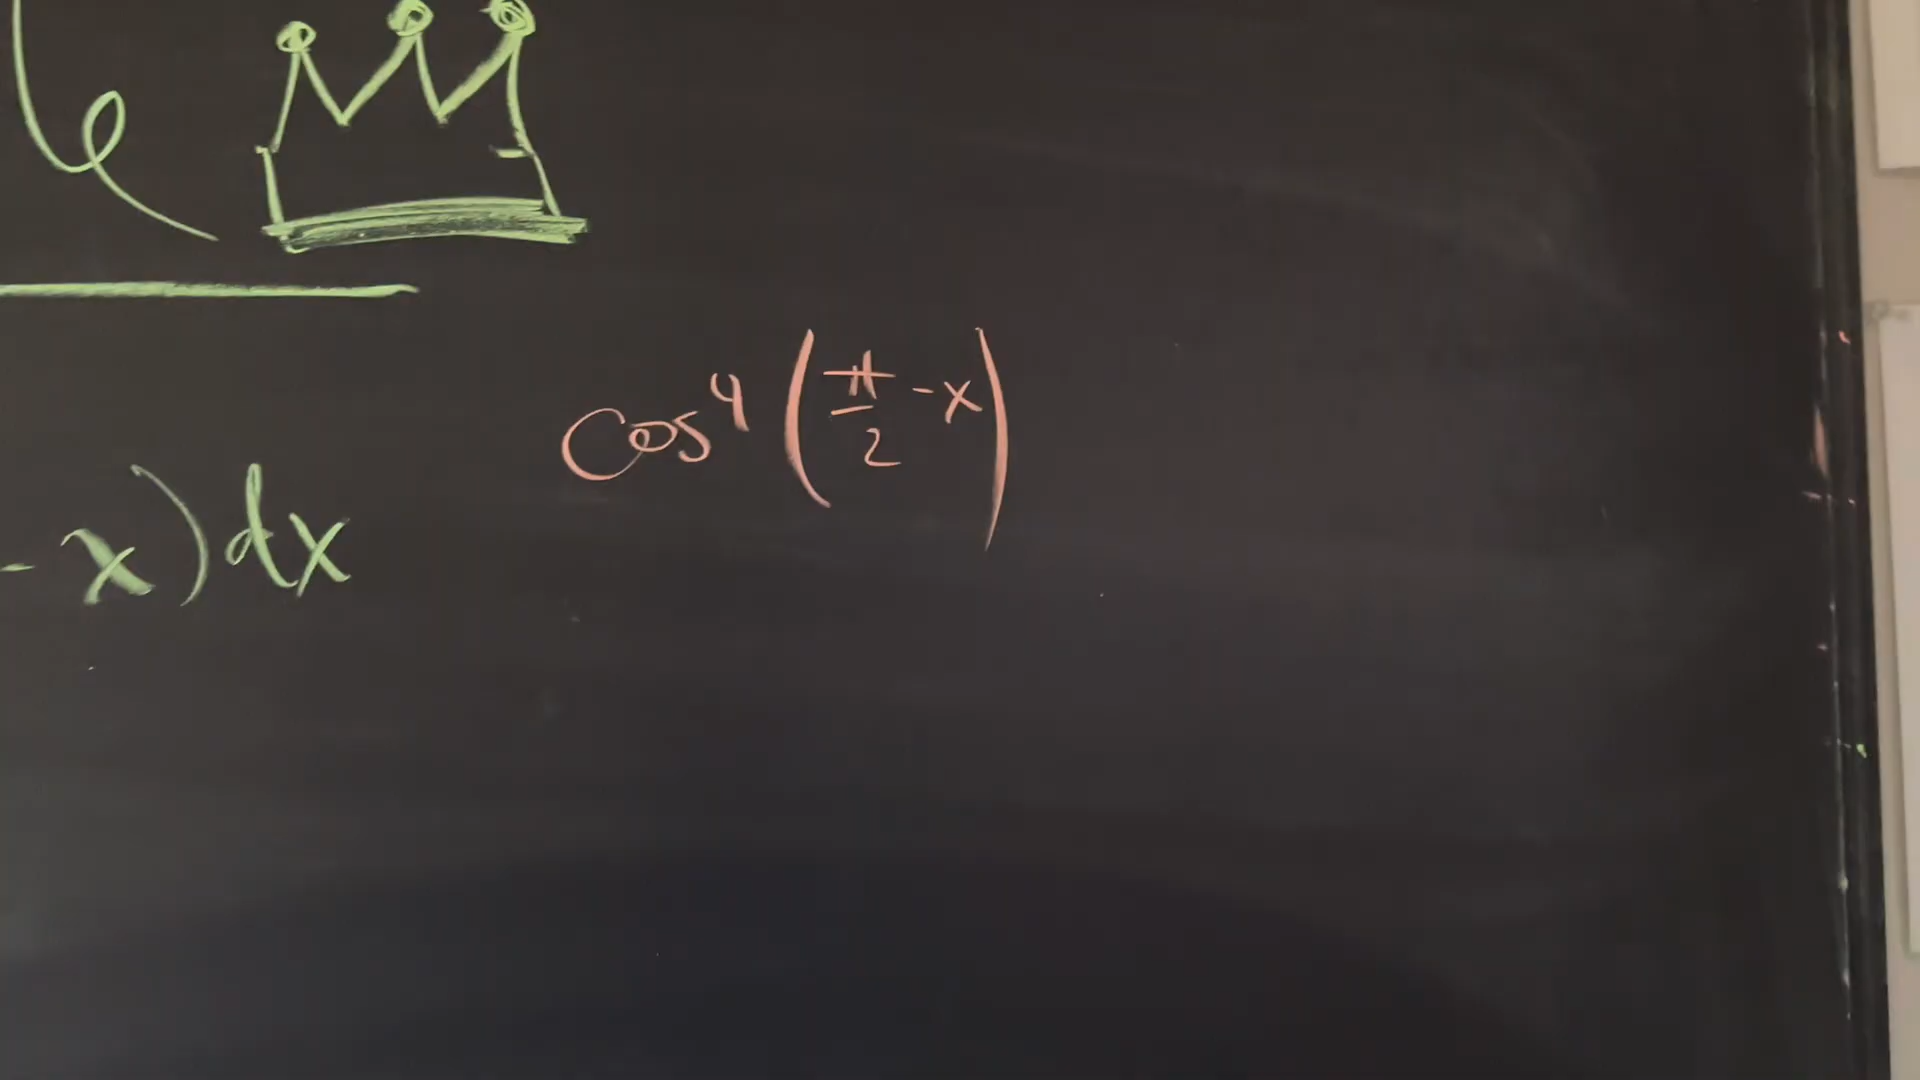 cos⁴(π/2 -x)
- x)dx